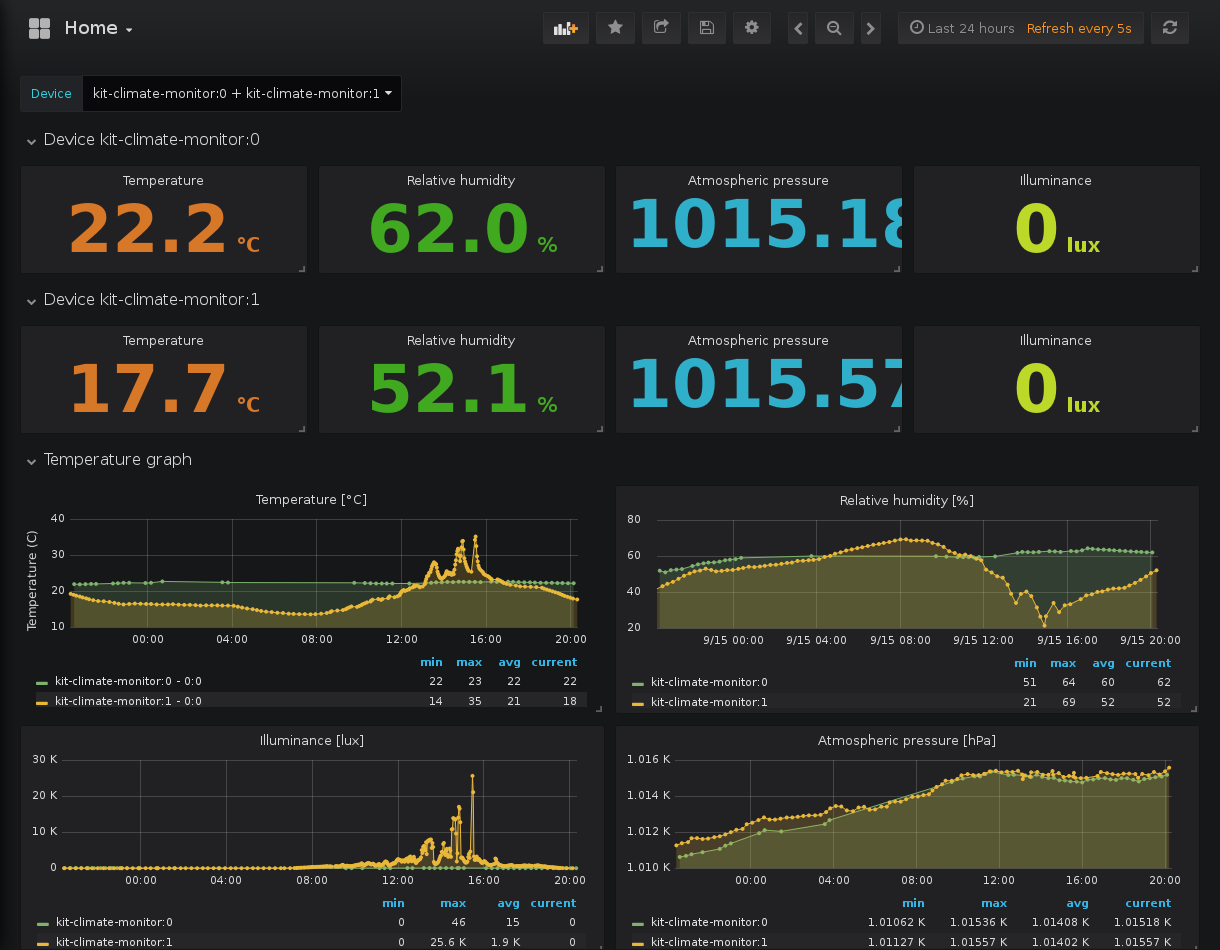 Home
Last 24 hours Refresh every 5s
Device kit-climate-monitor:0 + kit-climate-monitor:1
Device kit-climate-monitor:0
Temperature Relative humidity Atmospheric pressure Illuminance
22.2 °C 62.0 % 1015.18 0 lux
Device kit-climate-monitor:1
Temperature Relative humidity Atmospheric pressure Illuminance
17.7 °C 52.1 % 1015.57 0 lux
Temperature graph
Temperature [°C]
Temperature (C)
40
30
20
10
00:00 04:00 08:00 12:00 16:00 20:00
min max avg current
kit-climate-monitor:0 - 0:0 22 23 22 22
kit-climate-monitor:1 - 0:0 14 35 21 18
Relative humidity [%]
80
60
40
20
9/15 00:00 9/15 04:00 9/15 08:00 9/15 12:00 9/15 16:00 9/15 20:00
min max avg current
kit-climate-monitor:0 51 64 60 62
kit-climate-monitor:1 21 69 52 52
Illuminance [lux]
30 K
20 K
10 K
0
00:00 04:00 08:00 12:00 16:00 20:00
min max avg current
kit-climate-monitor:0 0 46 15 0
kit-climate-monitor:1 0 25.6 K 1.9 K 0
Atmospheric pressure [hPa]
1.016 K
1.014 K
1.012 K
1.010 K
00:00 04:00 08:00 12:00 16:00 20:00
min max avg current
kit-climate-monitor:0 1.01062 K 1.01536 K 1.01408 K 1.01518 K
kit-climate-monitor:1 1.01127 K 1.01557 K 1.01402 K 1.01557 K